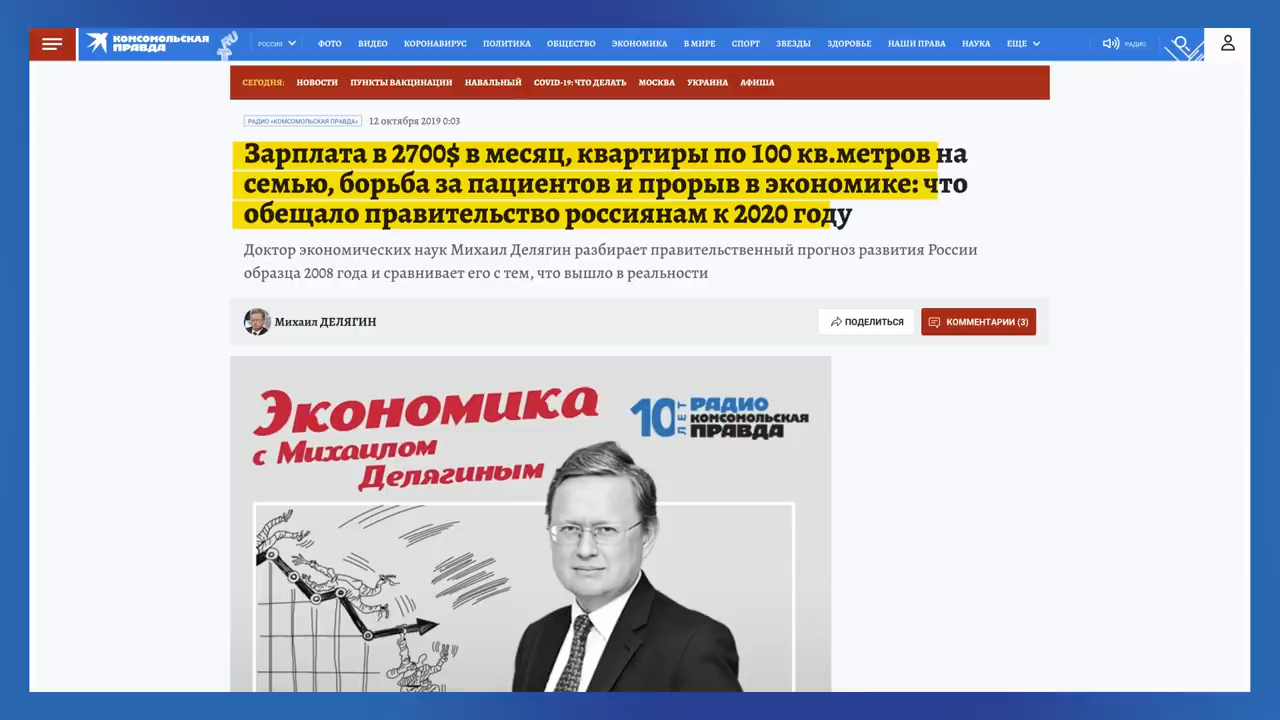 КОМСОМОЛЬСКАЯ
ПРАВДА
РОССИЯ
ФОТО ВИДЕО КОРОНАВИРУС ПОЛИТИКА ОБЩЕСТВО ЭКОНОМИКА В МИРЕ СПОРТ ЗВЕЗДЫ ЗДОРОВЬЕ НАШИ ПРАВА НАУКА ЕЩЕ
РАДИО
СЕГОДНЯ: НОВОСТИ ПУНКТЫ ВАКЦИНАЦИИ НАВАЛЬНЫЙ COVID-19: ЧТО ДЕЛАТЬ МОСКВА УКРАИНА АФИША
РАДИО «КОМСОМОЛЬСКАЯ ПРАВДА» 12 октября 2019 0:03
Зарплата в 2700$ в месяц, квартиры по 100 кв.метров на
семью, борьба за пациентов и прорыв в экономике: что
обещало правительство россиянам к 2020 году
Доктор экономических наук Михаил Делягин разбирает правительственный прогноз развития России
образца 2008 года и сравнивает его с тем, что вышло в реальности
Михаил ДЕЛЯГИН
ПОДЕЛИТЬСЯ
КОММЕНТАРИИ (3)
Экономика
с Михаилом
Делягиным
10 ЛЕТ РАДИО
КОМСОМОЛЬСКАЯ
ПРАВДА